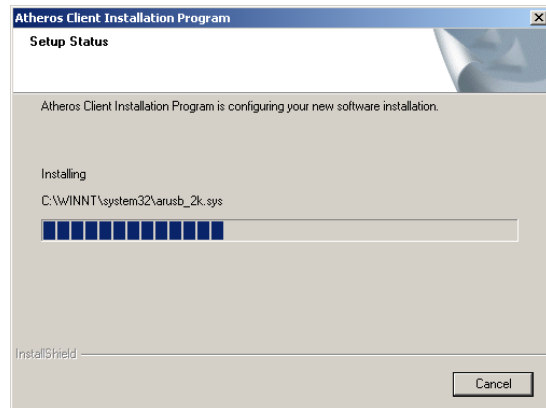 Atheros Client Installation Program
Setup Status
Atheros Client Installation Program is configuring your new software installation.
Installing
C:\WINNT\system32\arusb_2k.sys
InstallShield
Cancel